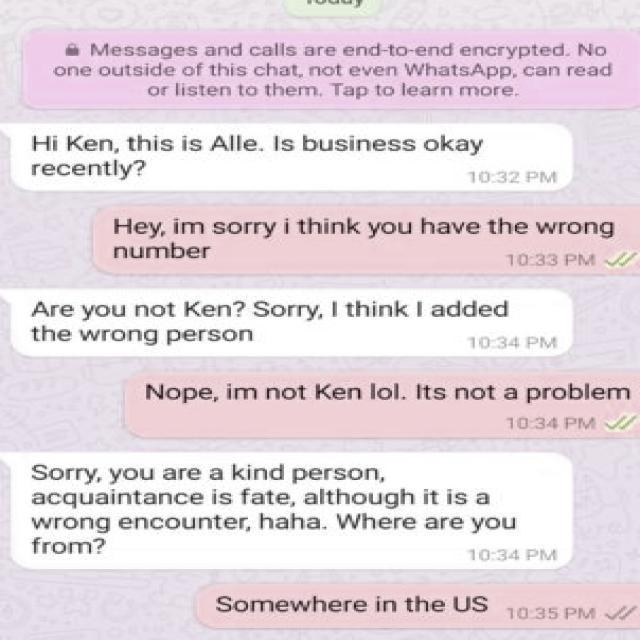 Today
Messages and calls are end-to-end encrypted. No
one outside of this chat, not even WhatsApp, can read
or listen to them. Tap to learn more.
Hi Ken, this is Alle. Is business okay
recently?
10:32 PM
Hey, im sorry i think you have the wrong
number
10:33 PM
Are you not Ken? Sorry, I think I added
the wrong person
10:34 PM
Nope, im not Ken lol. Its not a problem
10:34 PM
Sorry, you are a kind person,
acquaintance is fate, although it is a
wrong encounter, haha. Where are you
from?
10:34 PM
Somewhere in the US 10:35 PM